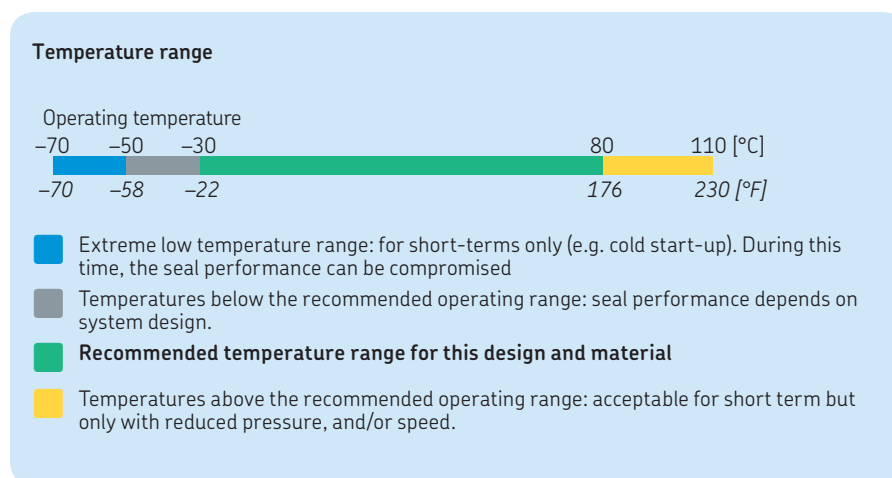 Temperature range
Operating temperature
–70 –50 –30 80 110 [°C]
–70 –58 –22 176 230 [°F]
Extreme low temperature range: for short-terms only (e.g. cold start-up). During this
time, the seal performance can be compromised
Temperatures below the recommended operating range: seal performance depends on
system design.
Recommended temperature range for this design and material
Temperatures above the recommended operating range: acceptable for short term but
only with reduced pressure, and/or speed.